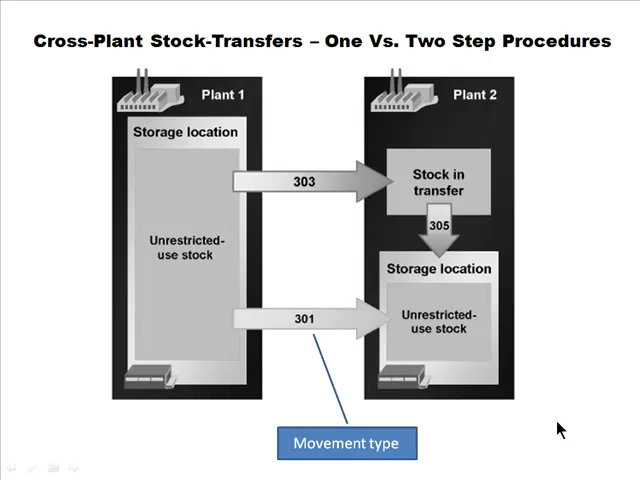 Cross-Plant Stock-Transfers – One Vs. Two Step Procedures
Plant 1
Storage location
Unrestricted-
use stock
303
301
Plant 2
Stock in
transfer
305
Storage location
Unrestricted-
use stock
Movement type